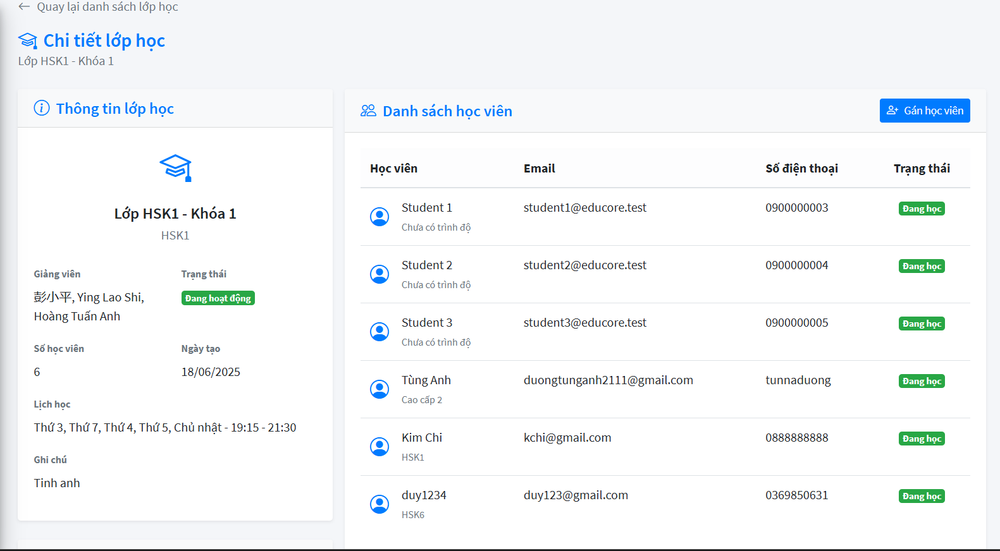 Quay lại danh sách lớp học
Chi tiết lớp học
Lớp HSK1 - Khóa 1
Thông tin lớp học
Lớp HSK1 - Khóa 1
HSK1
Giảng viên
Trạng thái
彭小平, Ying Lao Shi,
Hoàng Tuấn Anh
Đang hoạt động
Số học viên
Ngày tạo
6
18/06/2025
Lịch học
Thứ 3, Thứ 7, Thứ 4, Thứ 5, Chủ nhật - 19:15 - 21:30
Ghi chú
Tinh anh
Danh sách học viên
Gán học viên
Học viên Email Số điện thoại Trạng thái
Student 1 student1@educore.test 0900000003 Đang học
Chưa có trình độ
Student 2 student2@educore.test 0900000004 Đang học
Chưa có trình độ
Student 3 student3@educore.test 0900000005 Đang học
Chưa có trình độ
Tùng Anh duongtunganh2111@gmail.com tunnaduong Đang học
Cao cấp 2
Kim Chi kchi@gmail.com 0888888888 Đang học
HSK1
duy1234 duy123@gmail.com 0369850631 Đang học
HSK6